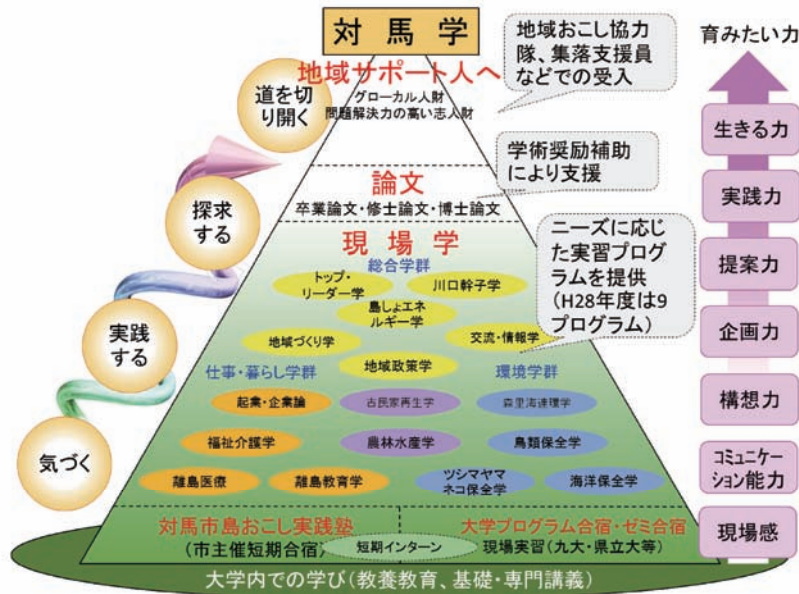 対馬学
地域サポート人へ
グローカル人財
問題解決力の高い志人財
地域おこし協力
隊、集落支援員
などでの受入
育みたい力
道を切
り開く
生きる力
学術奨励補助
により支援
論文
卒業論文・修士論文・博士論文
探求
する
実践力
現場学
総合学群
ニーズに応じ
た実習プログ
ラムを提供
(H28年度は9
プログラム)
提案力
トップ・
リーダー学
川口幹子学
島しょエネ
ルギー学
地域づくり学
交流・情報学
地域政策学
実践
する
企画力
仕事・暮らし学群
環境学群
起業・企業論
古民家再生学
森里海連環学
構想力
福祉介護学
農林水産学
鳥類保全学
気づく
離島医療
離島教育学
ツシマヤマ
ネコ保全学
海洋保全学
コミュニケー
ション能力
対馬市島おこし実践塾
(市主催短期合宿)
短期インターン
大学プログラム合宿・ゼミ合宿
現場実習(九大・県立大等)
現場感
大学内での学び(教養教育、基礎・専門講義)